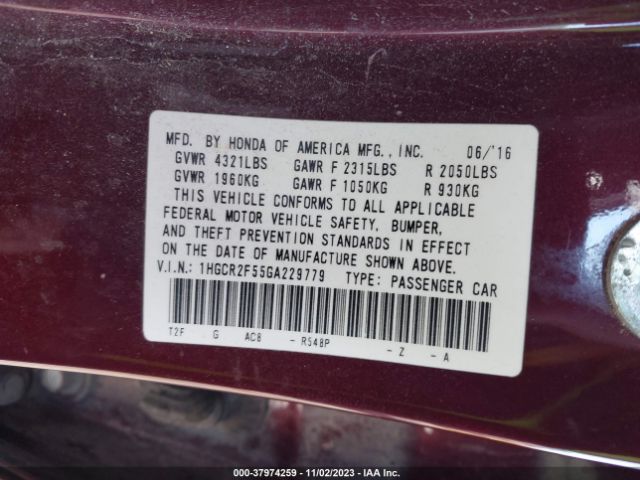 MFD. BY HONDA OF AMERICA MFG., INC. 06/'16
GVWR 4321LBS GAWR F 2315LBS R 2050LBS
GVWR 1960KG GAWR F 1050KG R 930KG
THIS VEHICLE CONFORMS TO ALL APPLICABLE
FEDERAL MOTOR VEHICLE SAFETY, BUMPER,
AND THEFT PREVENTION STANDARDS IN EFFECT
ON THE DATE OF MANUFACTURE SHOWN ABOVE.
V.I.N.: 1HGCR2F55GA229779 TYPE: PASSENGER CAR
T2F G AC8 - R548P - Z - A
000-37974259 - 11/02/2023 - IAA Inc.